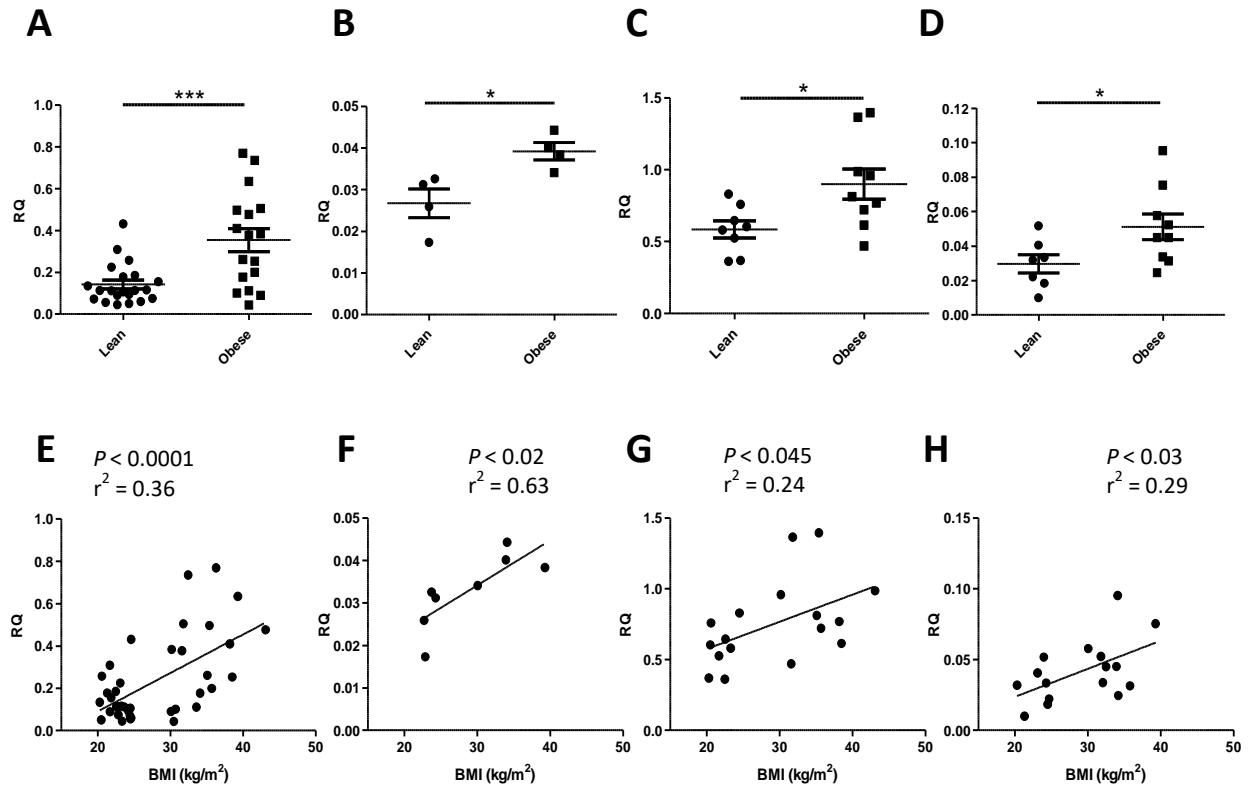 A
B
C
D
***
*
*
*
RQ
1.0
0.8
0.6
0.4
0.2
0.0
Lean
Obese
RQ
0.05
0.04
0.03
0.02
0.01
0.00
Lean
Obese
RQ
1.5
1.0
0.5
0.0
Lean
Obese
RQ
0.12
0.10
0.08
0.06
0.04
0.02
0.00
Lean
Obese
E
P < 0.0001
r² = 0.36
F
P < 0.02
r² = 0.63
G
P < 0.045
r² = 0.24
H
P < 0.03
r² = 0.29
RQ
1.0
0.8
0.6
0.4
0.2
0.0
20 30 40 50
BMI (kg/m²)
RQ
0.05
0.04
0.03
0.02
0.01
0.00
20 30 40 50
BMI (kg/m²)
RQ
1.5
1.0
0.5
0.0
20 30 40 50
BMI (kg/m²)
RQ
0.15
0.10
0.05
0.00
20 30 40 50
BMI (kg/m²)